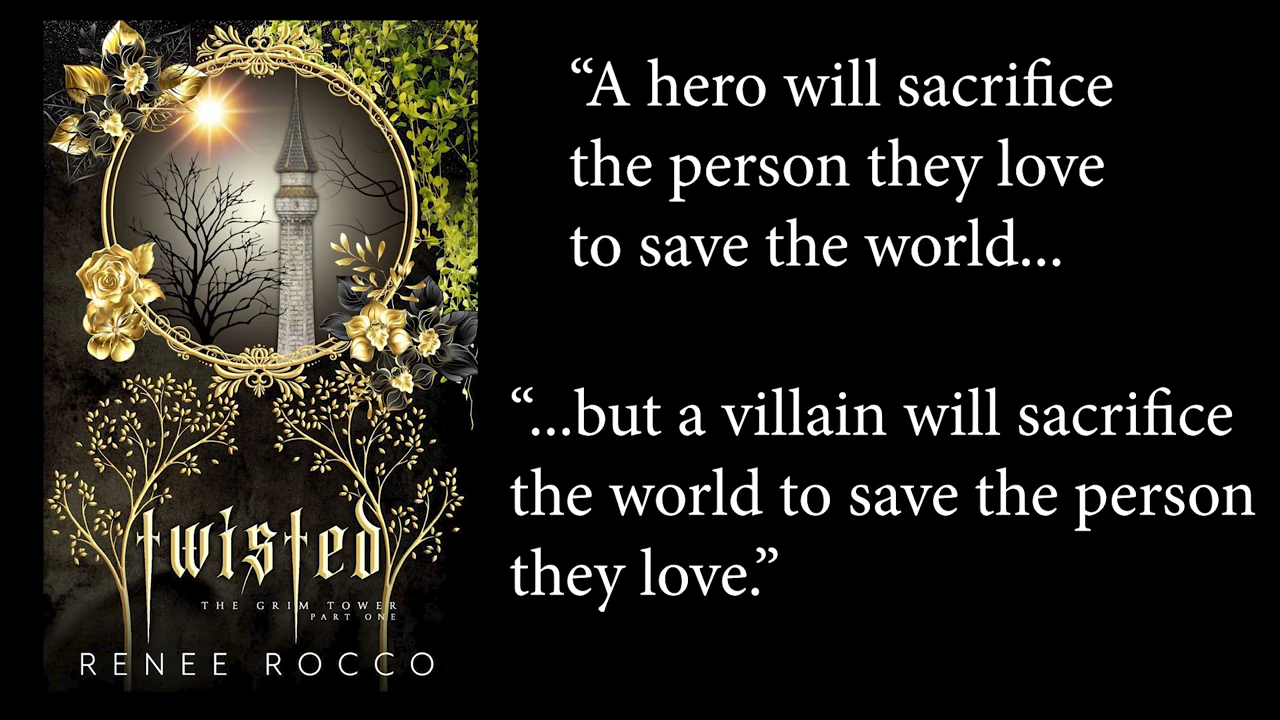 twisted
THE GRIM TOWER
PART ONE
RENEE ROCCO
“A hero will sacrifice
the person they love
to save the world...
“...but a villain will sacrifice
the world to save the person
they love.”